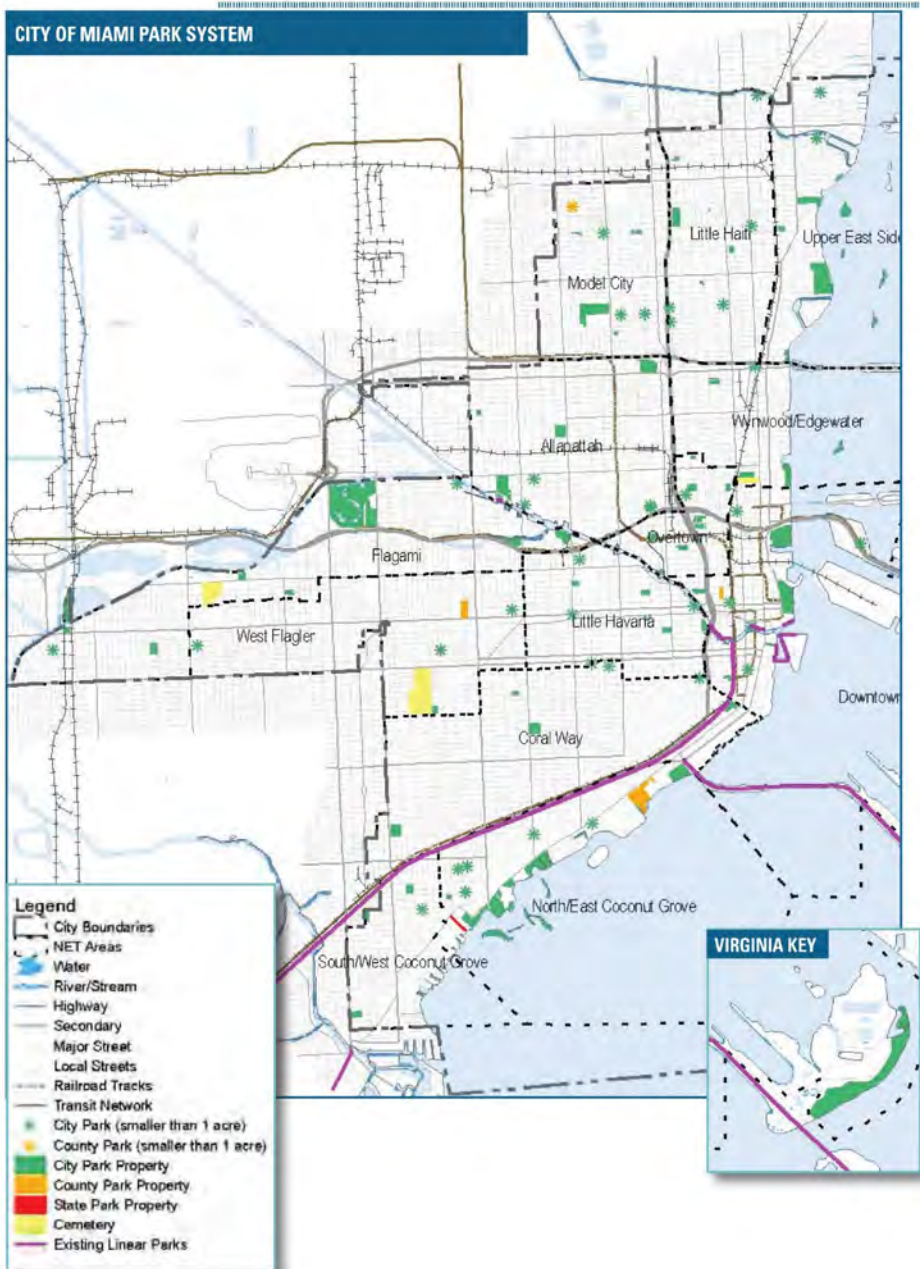 CITY OF MIAMI PARK SYSTEM
Little Haiti
Upper East Side
Model City
Wynwood/Edgewater
Allapattah
Overtown
Flagami
Little Havana
West Flagler
Downtown
Coral Way
North/East Coconut Grove
South/West Coconut Grove
Legend
City Boundaries
NET Areas
Water
River/Stream
Highway
Secondary
Major Street
Local Streets
Railroad Tracks
Transit Network
City Park (smaller than 1 acre)
County Park (smaller than 1 acre)
City Park Property
County Park Property
State Park Property
Cemetery
Existing Linear Parks
VIRGINIA KEY